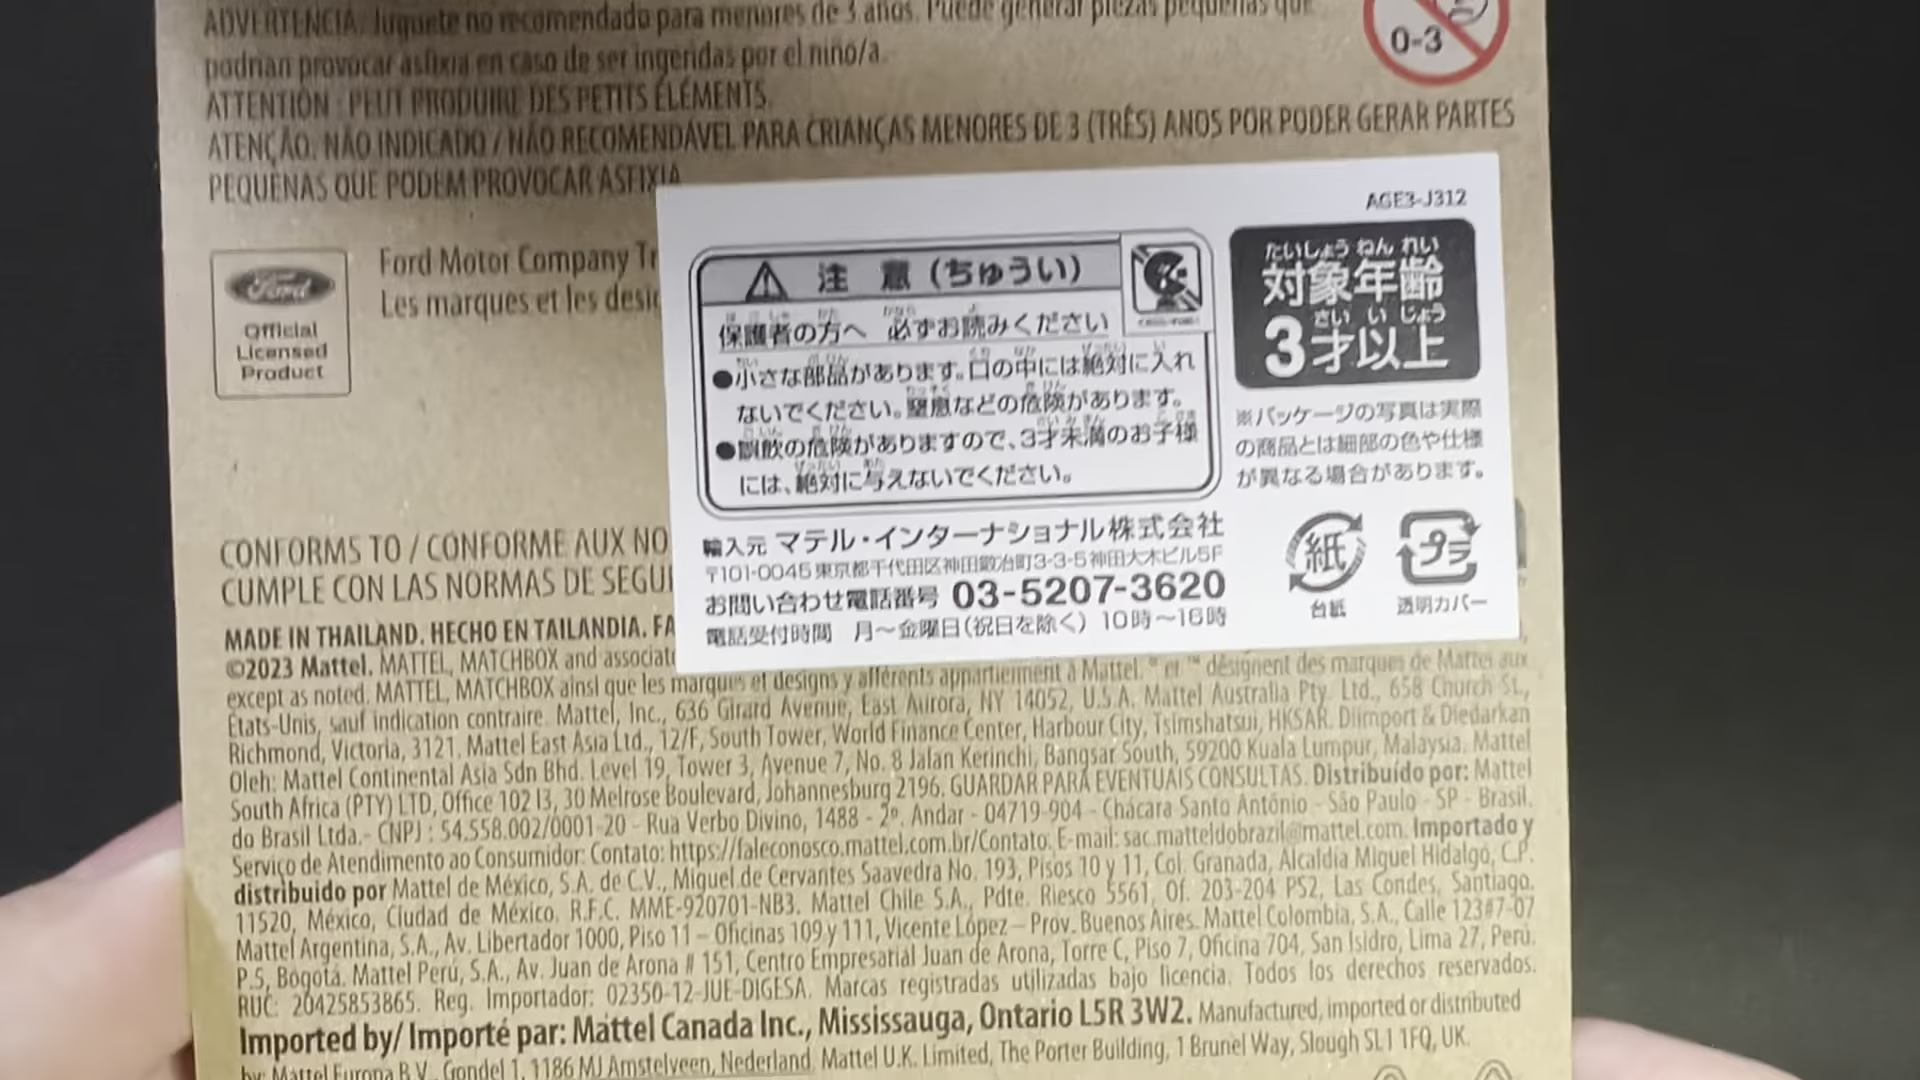 ADVERTENCIA: Juguete no recomendado para menores de 3 años. Puede generar piezas pequeñas que
podrían provocar asfixia en caso de ser ingeridas por el niño/a.
0-3
ATTENTION : PEUT PRODUIRE DES PETITS ÉLÉMENTS.
ATENÇÃO: NÃO INDICADO / NÃO RECOMENDÁVEL PARA CRIANÇAS MENORES DE 3 (TRÊS) ANOS POR PODER GERAR PARTES
PEQUENAS QUE PODEM PROVOCAR ASFIXIA
Ford
Official
Licensed
Product
Ford Motor Company Tr
Les marques et les desig
AGE3-J312
注 意 (ちゅうい)
保護者の方へ 必ずお読みください
●小さな部品があります。口の中には絶対に入れ
ないでください。窒息などの危険があります。
●誤飲の危険がありますので、3才未満のお子様
には、絶対に与えないでください。
たいしょう ねん れい
対象年齢
さい い じょう
3才以上
※パッケージの写真は実際
の商品とは細部の色や仕様
が異なる場合があります。
輸入元 マテル・インターナショナル株式会社
〒101-0045 東京都千代田区神田鍛冶町3-3-5 神田大木ビル5F
お問い合わせ電話番号 03-5207-3620
電話受付時間 月～金曜日(祝日を除く) 10時～16時
紙
台紙
プラ
透明カバー
CONFORMS TO / CONFORME AUX NO
CUMPLE CON LAS NORMAS DE SEGU
MADE IN THAILAND. HECHO EN TAILANDIA. FA
©2023 Mattel. MATTEL, MATCHBOX and associat
except as noted. MATTEL, MATCHBOX ainsi que les marques et designs y afférents appartiennent à Mattel. ® et ™ désignent des marques de Mattel aux
États-Unis, sauf indication contraire. Mattel, Inc., 636 Girard Avenue, East Aurora, NY 14052, U.S.A. Mattel Australia Pty. Ltd., 658 Church St.,
Richmond, Victoria, 3121. Mattel East Asia Ltd., 12/F, South Tower, World Finance Center, Harbour City, Tsimshatsui, HKSAR. Diimport & Diedarkan
Oleh: Mattel Continental Asia Sdn Bhd. Level 19, Tower 3, Avenue 7, No. 8 Jalan Kerinchi, Bangsar South, 59200 Kuala Lumpur, Malaysia. Mattel
South Africa (PTY) LTD, Office 102 I3, 30 Melrose Boulevard, Johannesburg 2196. GUARDAR PARA EVENTUAIS CONSULTAS. Distribuído por: Mattel
do Brasil Ltda.- CNPJ : 54.558.002/0001-20 - Rua Verbo Divino, 1488 - 2º. Andar - 04719-904 - Chácara Santo Antônio - São Paulo - SP - Brasil.
Serviço de Atendimento ao Consumidor: Contato: https://faleconosco.mattel.com.br/Contato. E-mail: sac.matteldobrazil@mattel.com. Importado y
distribuido por Mattel de México, S.A. de C.V., Miguel de Cervantes Saavedra No. 193, Pisos 10 y 11, Col. Granada, Alcaldía Miguel Hidalgo, C.P.
11520, México, Ciudad de México. R.F.C. MME-920701-NB3. Mattel Chile S.A., Pdte. Riesco 5561, Of. 203-204 PS2, Las Condes, Santiago.
Mattel Argentina, S.A., Av. Libertador 1000, Piso 11 – Oficinas 109 y 111, Vicente López – Prov. Buenos Aires. Mattel Colombia, S.A., Calle 123#7-07
P.5, Bogotá. Mattel Perú, S.A., Av. Juan de Arona # 151, Centro Empresarial Juan de Arona, Torre C, Piso 7, Oficina 704, San Isidro, Lima 27, Perú.
RUC: 20425853865. Reg. Importador: 02350-12-JUE-DIGESA. Marcas registradas utilizadas bajo licencia. Todos los derechos reservados.
Imported by/ Importé par: Mattel Canada Inc., Mississauga, Ontario L5R 3W2. Manufactured, imported or distributed
by: Mattel Europa B.V., Gondel 1, 1186 MJ Amstelveen, Nederland. Mattel U.K. Limited, The Porter Building, 1 Brunel Way, Slough SL1 1FQ, UK.